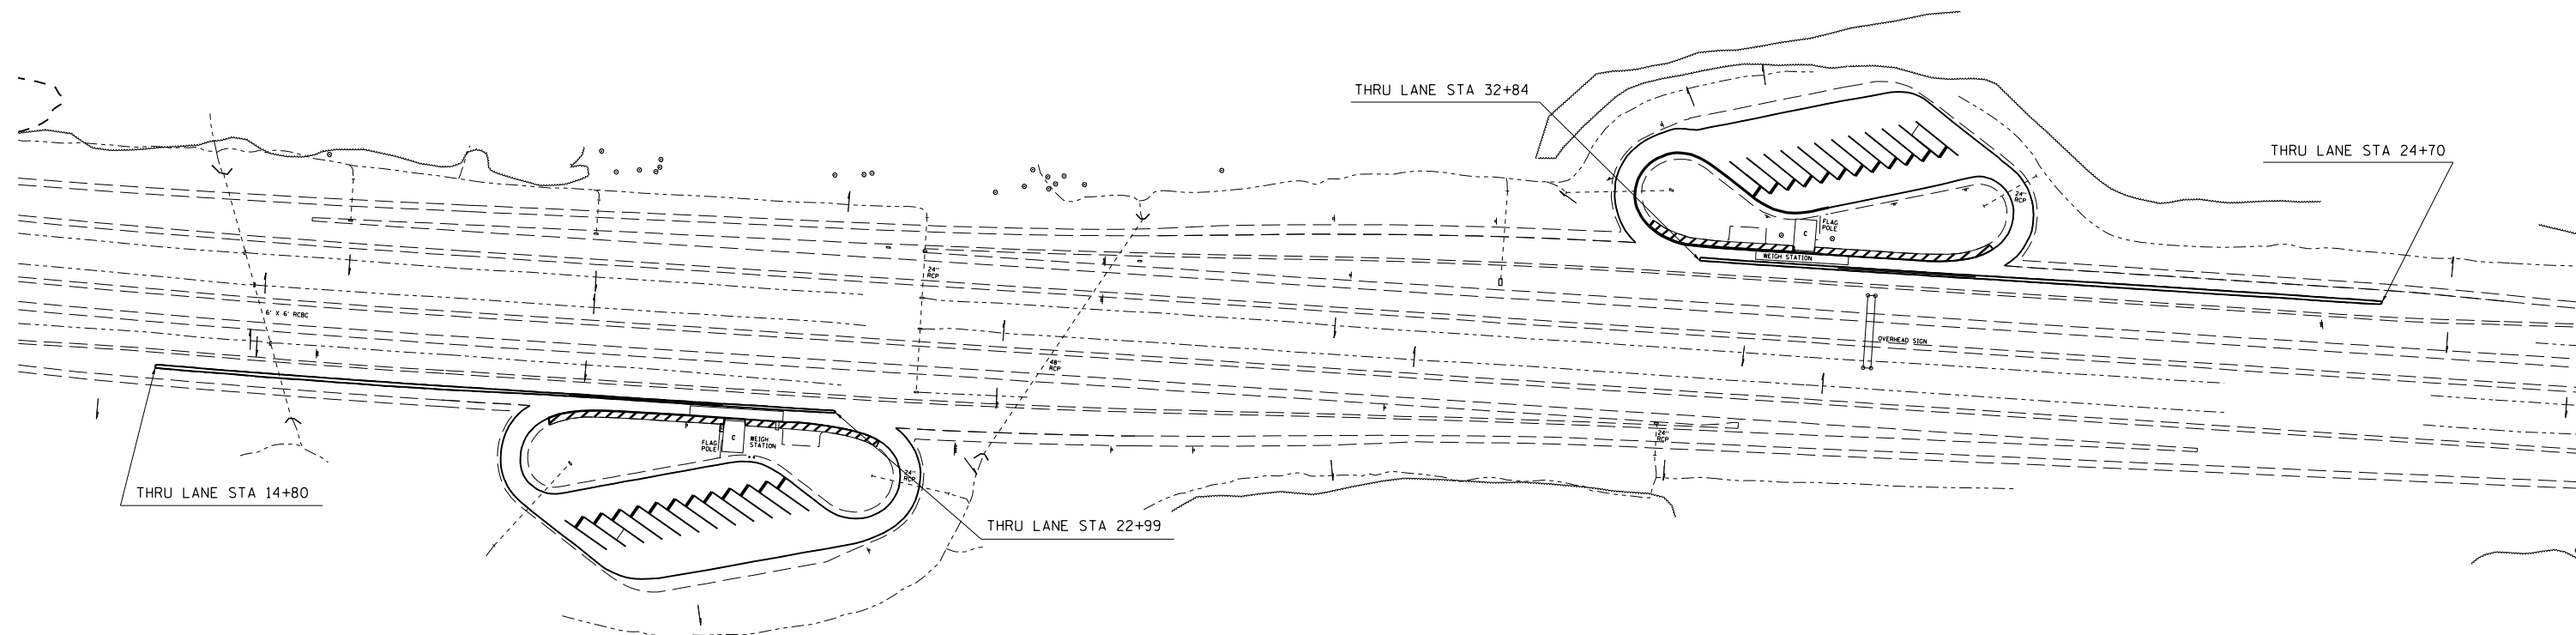 THRU LANE STA 32+84
THRU LANE STA 24+70
24"
RCP
FLAG
POLE
C
WEIGH STATION
24"
RCP
6' X 6' RCBC
OVERHEAD SIGN
48"
RCP
FLAG
POLE
C
WEIGH
STATION
24"
RCP
24"
RCP
THRU LANE STA 14+80
THRU LANE STA 22+99